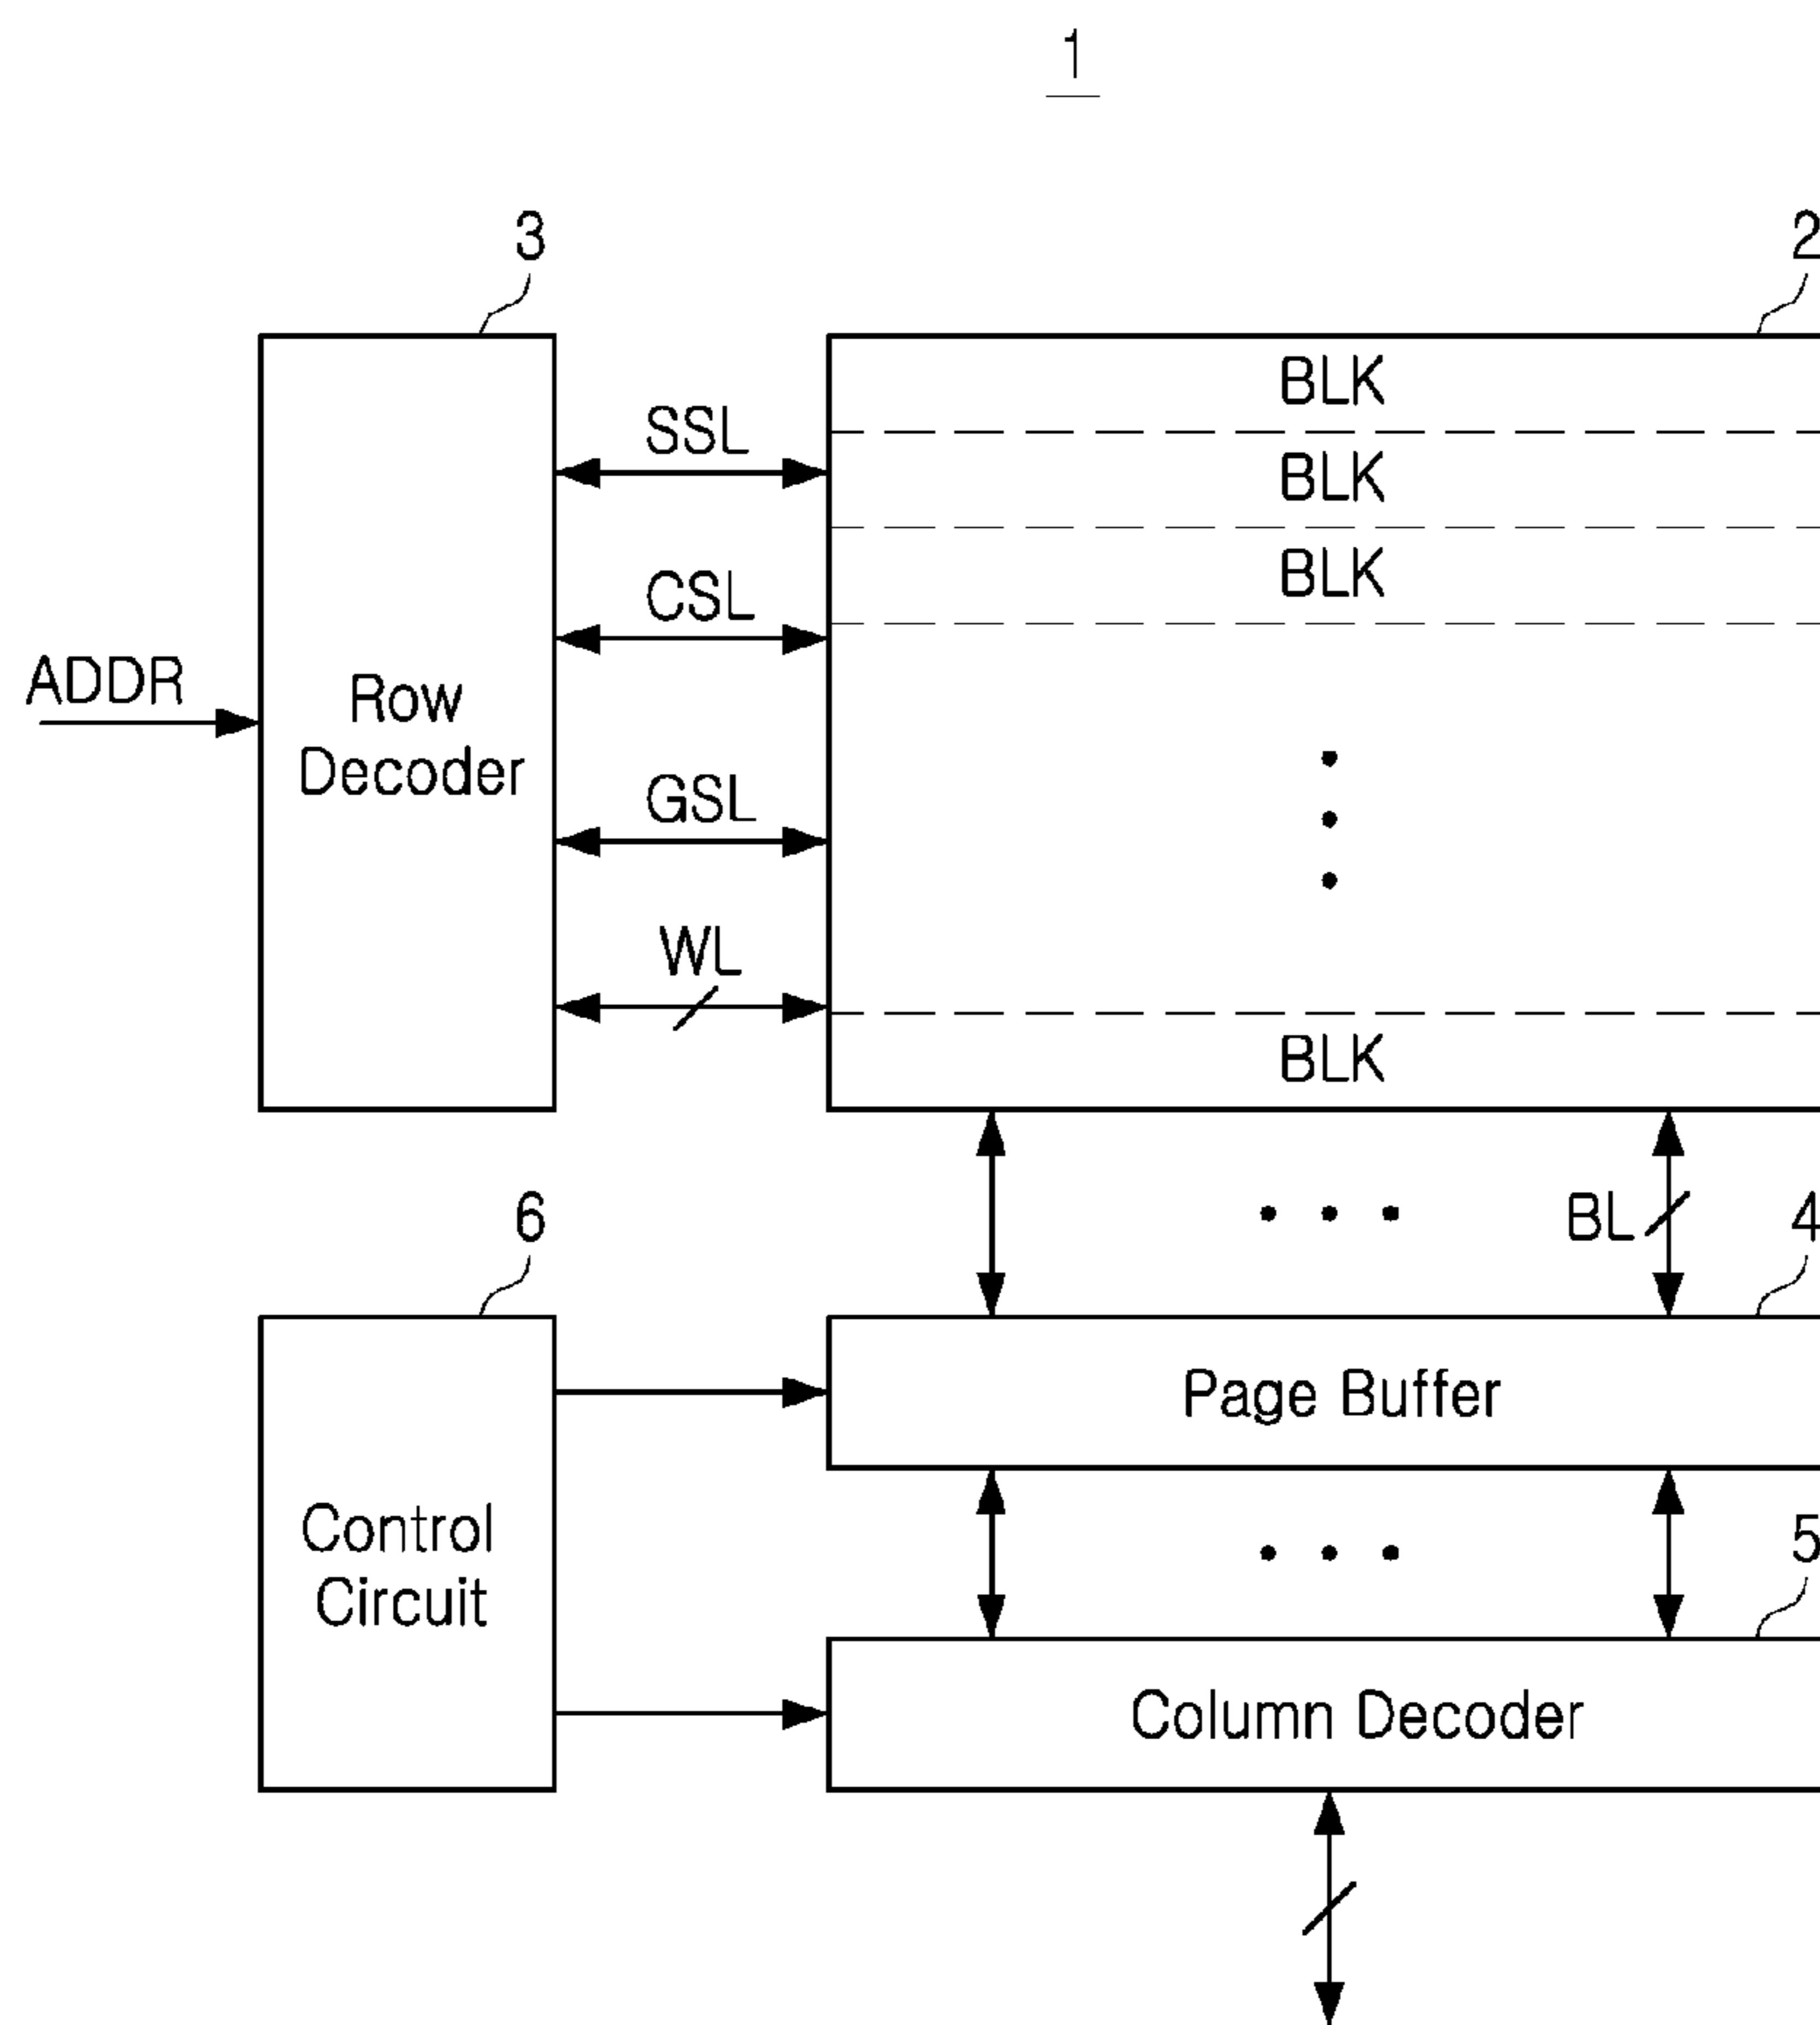 1
3
2
BLK
SSL
BLK
BLK
CSL
ADDR
Row
Decoder
GSL
WL
BLK
6
BL
4
Page Buffer
Control
Circuit
5
Column Decoder